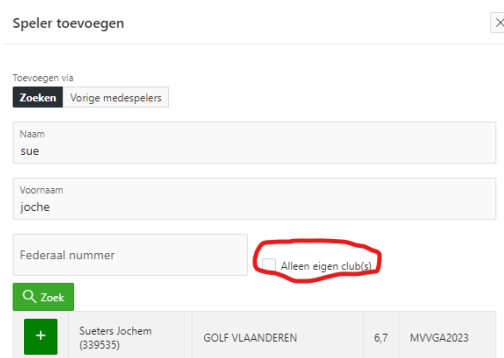 Speler toevoegen
Toevoegen via
Zoeken Vorige medespelers
Naam
sue
Voornaam
joche
Federaal nummer
Alleen eigen club(s)
Zoek
+ Sueters Jochem (339535) GOLF VLAANDEREN 6,7 MVVGA2023